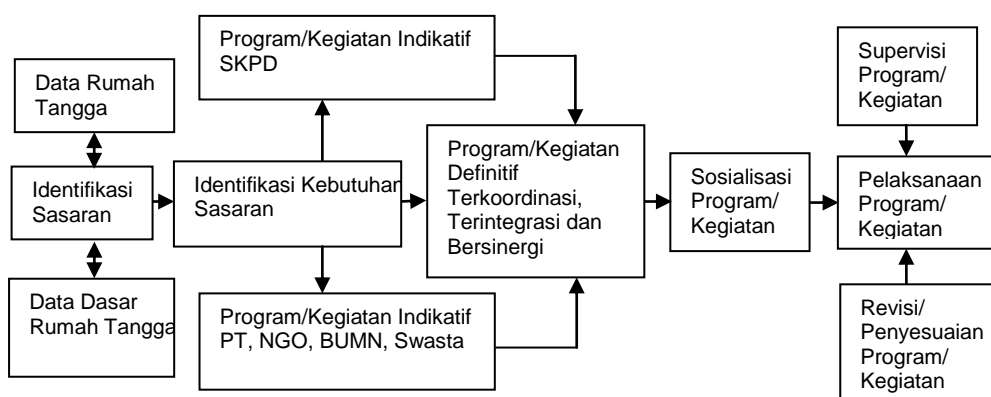 Program/Kegiatan Indikatif
SKPD
Supervisi
Program/
Kegiatan
Data Rumah
Tangga
Program/Kegiatan
Definitif
Terkoordinasi,
Terintegrasi dan
Bersinergi
Identifikasi
Sasaran
Identifikasi Kebutuhan
Sasaran
Sosialisasi
Program/
Kegiatan
Pelaksanaan
Program/
Kegiatan
Data Dasar
Rumah Tangga
Program/Kegiatan Indikatif
PT, NGO, BUMN, Swasta
Revisi/
Penyesuaian
Program/
Kegiatan